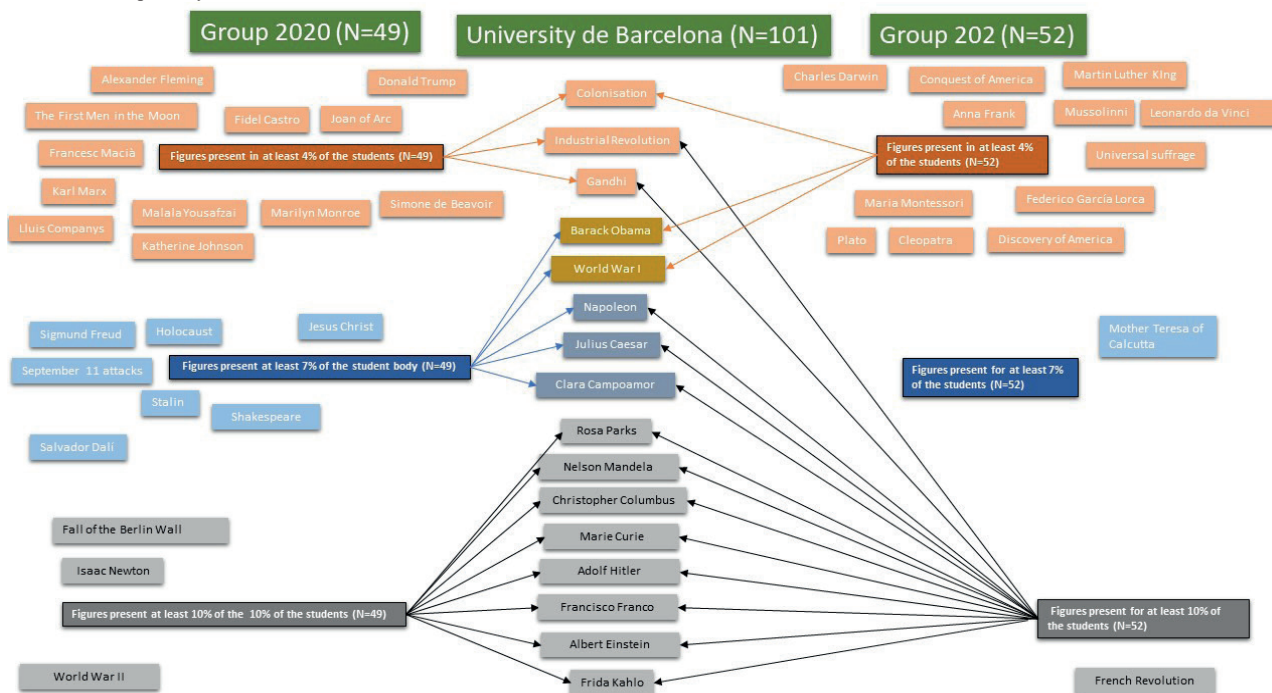 Group 2020 (N=49)
University de Barcelona (N=101)
Group 202 (N=52)
Alexander Fleming
Donald Trump
The First Men in the Moon
Fidel Castro
Joan of Arc
Francesc Macià
Figures present in at least 4% of the students (N=49)
Karl Marx
Malala Yousafzai
Marilyn Monroe
Simone de Beavoir
Lluis Companys
Katherine Johnson
Colonisation
Industrial Revolution
Gandhi
Barack Obama
World War I
Napoleon
Julius Caesar
Clara Campoamor
Rosa Parks
Nelson Mandela
Christopher Columbus
Marie Curie
Adolf Hitler
Francisco Franco
Albert Einstein
Frida Kahlo
Charles Darwin
Conquest of America
Martin Luther KIng
Anna Frank
Mussolinni
Leonardo da Vinci
Figures present in at least 4%
of the students (N=52)
Universal suffrage
Maria Montessori
Federico García Lorca
Plato
Cleopatra
Discovery of America
Sigmund Freud
Holocaust
Jesus Christ
September 11 attacks
Figures present at least 7% of the student body (N=49)
Stalin
Shakespeare
Salvador Dalí
Mother Teresa of
Calcutta
Figures present for at least 7%
of the students (N=52)
Fall of the Berlin Wall
Isaac Newton
Figures present at least 10% of the 10% of the students (N=49)
World War II
Figures present for at least 10% of
the students (N=52)
French Revolution